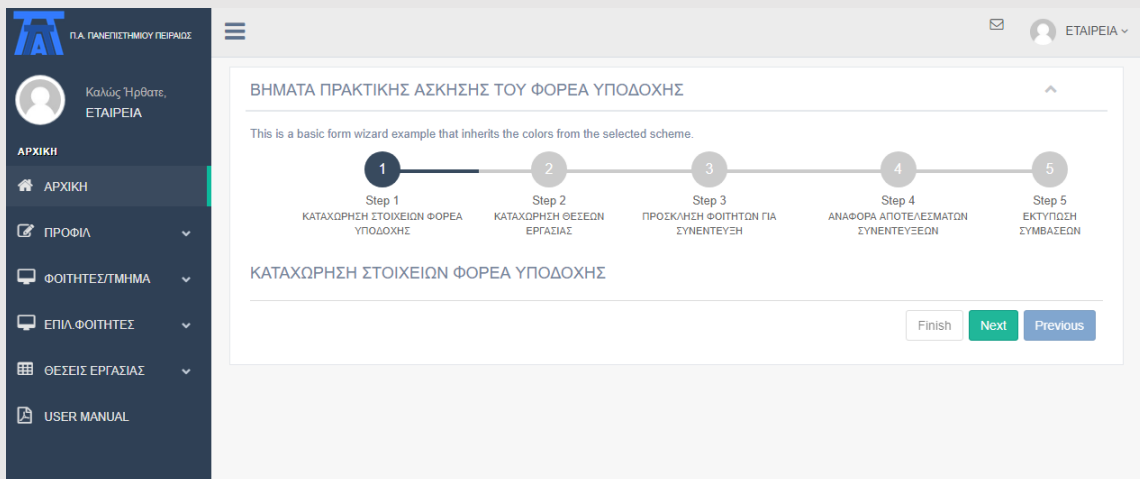 Π.Α. ΠΑΝΕΠΙΣΤΗΜΙΟΥ ΠΕΙΡΑΙΩΣ
ΕΤΑΙΡΕΙΑ
Καλώς Ήρθατε,
ΕΤΑΙΡΕΙΑ
ΑΡΧΙΚΗ
ΑΡΧΙΚΗ
ΠΡΟΦΙΛ
ΦΟΙΤΗΤΕΣ/ΤΜΗΜΑ
ΕΠΙΛ.ΦΟΙΤΗΤΕΣ
ΘΕΣΕΙΣ ΕΡΓΑΣΙΑΣ
USER MANUAL
ΒΗΜΑΤΑ ΠΡΑΚΤΙΚΗΣ ΑΣΚΗΣΗΣ ΤΟΥ ΦΟΡΕΑ ΥΠΟΔΟΧΗΣ
This is a basic form wizard example that inherits the colors from the selected scheme.
1
Step 1
ΚΑΤΑΧΩΡΗΣΗ ΣΤΟΙΧΕΙΩΝ ΦΟΡΕΑ
ΥΠΟΔΟΧΗΣ
2
Step 2
ΚΑΤΑΧΩΡΗΣΗ ΘΕΣΕΩΝ
ΕΡΓΑΣΙΑΣ
3
Step 3
ΠΡΟΣΚΛΗΣΗ ΦΟΙΤΗΤΩΝ ΓΙΑ
ΣΥΝΕΝΤΕΥΞΗ
4
Step 4
ΑΝΑΦΟΡΑ ΑΠΟΤΕΛΕΣΜΑΤΩΝ
ΣΥΝΕΝΤΕΥΞΕΩΝ
5
Step 5
ΕΚΤΥΠΩΣΗ
ΣΥΜΒΑΣΕΩΝ
ΚΑΤΑΧΩΡΗΣΗ ΣΤΟΙΧΕΙΩΝ ΦΟΡΕΑ ΥΠΟΔΟΧΗΣ
Finish
Next
Previous